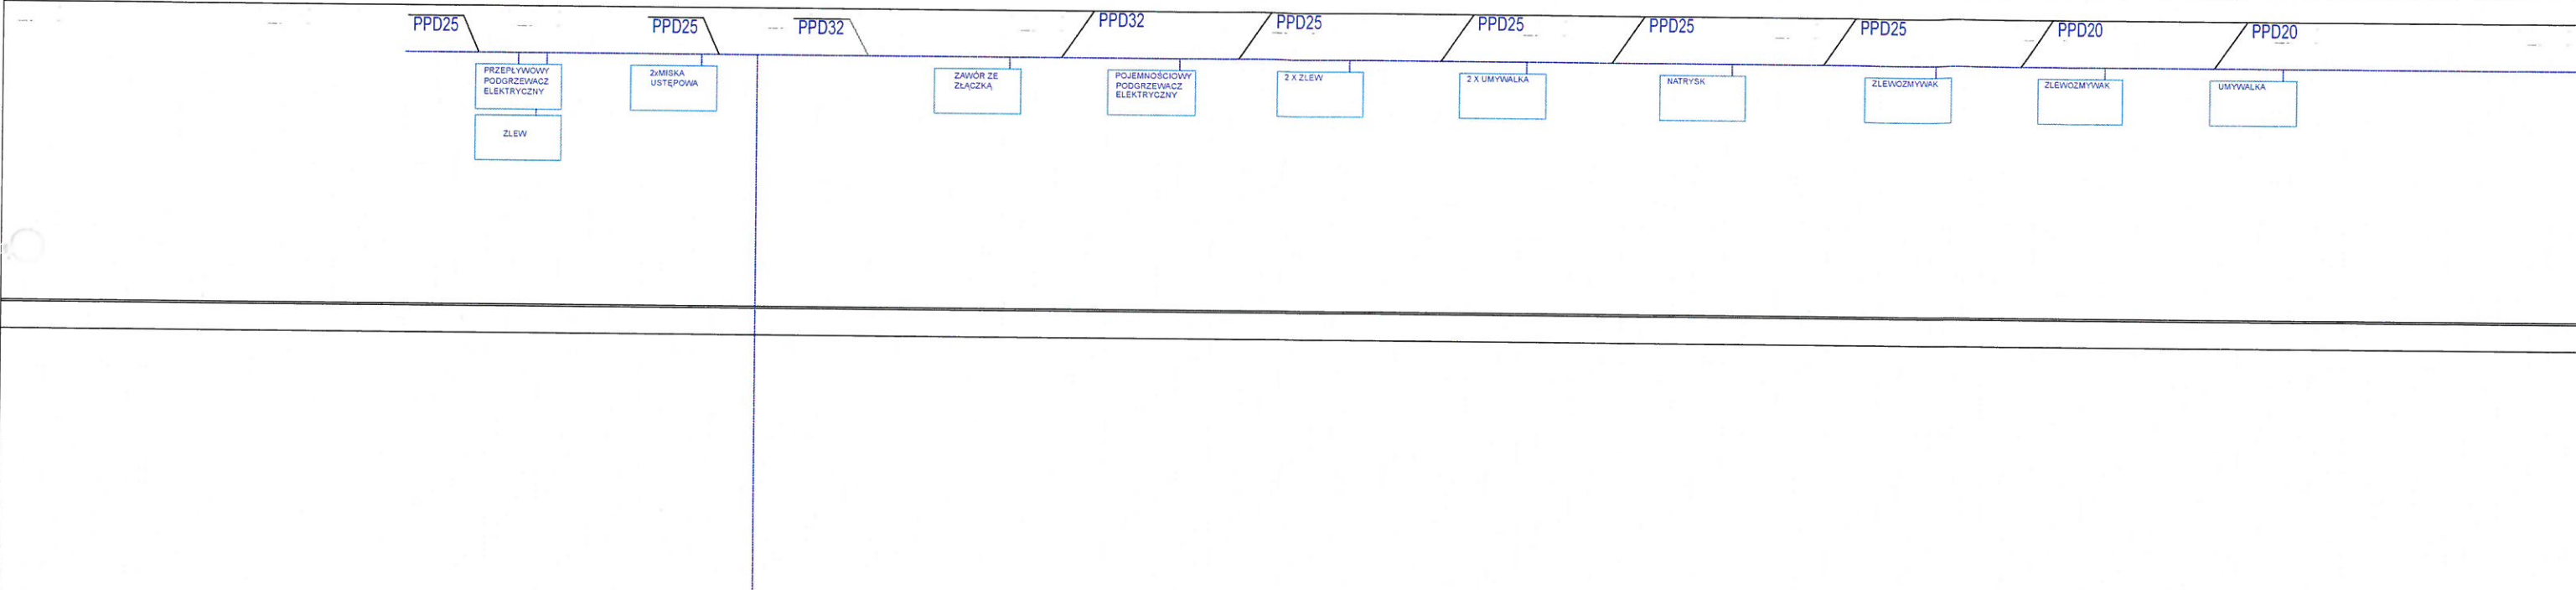 PPD25
PPD25
PPD32
PPD32
PPD25
PPD25
PPD25
PPD25
PPD20
PPD20
PRZEPŁYWOWY
PODGRZEWACZ
ELEKTRYCZNY
ZLEW
2xMISKA
USTĘPOWA
ZAWÓR ZE
ZŁĄCZKĄ
POJEMNOŚCIOWY
PODGRZEWACZ
ELEKTRYCZNY
2 X ZLEW
2 X UMYWALKA
NATRYSK
ZLEWOZMYWAK
ZLEWOZMYWAK
UMYWALKA